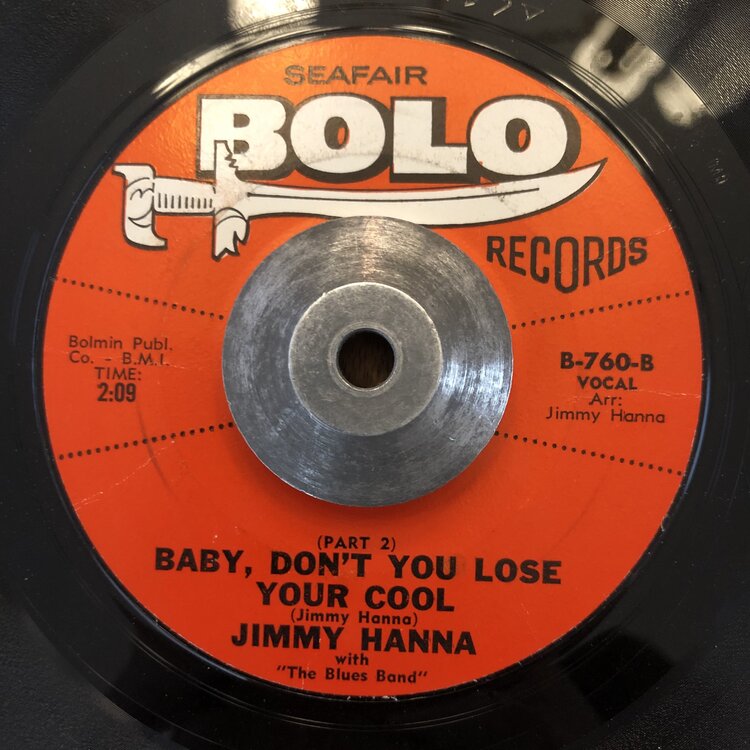 SEAFAIR
BOLO
RECORDS
Bolmin Publ.
Co. - B.M.I.
TIME:
2:09
B-760-B
VOCAL
Arr:
Jimmy Hanna
(PART 2)
BABY, DON'T YOU LOSE
YOUR COOL
(Jimmy Hanna)
JIMMY HANNA
with
"The Blues Band"